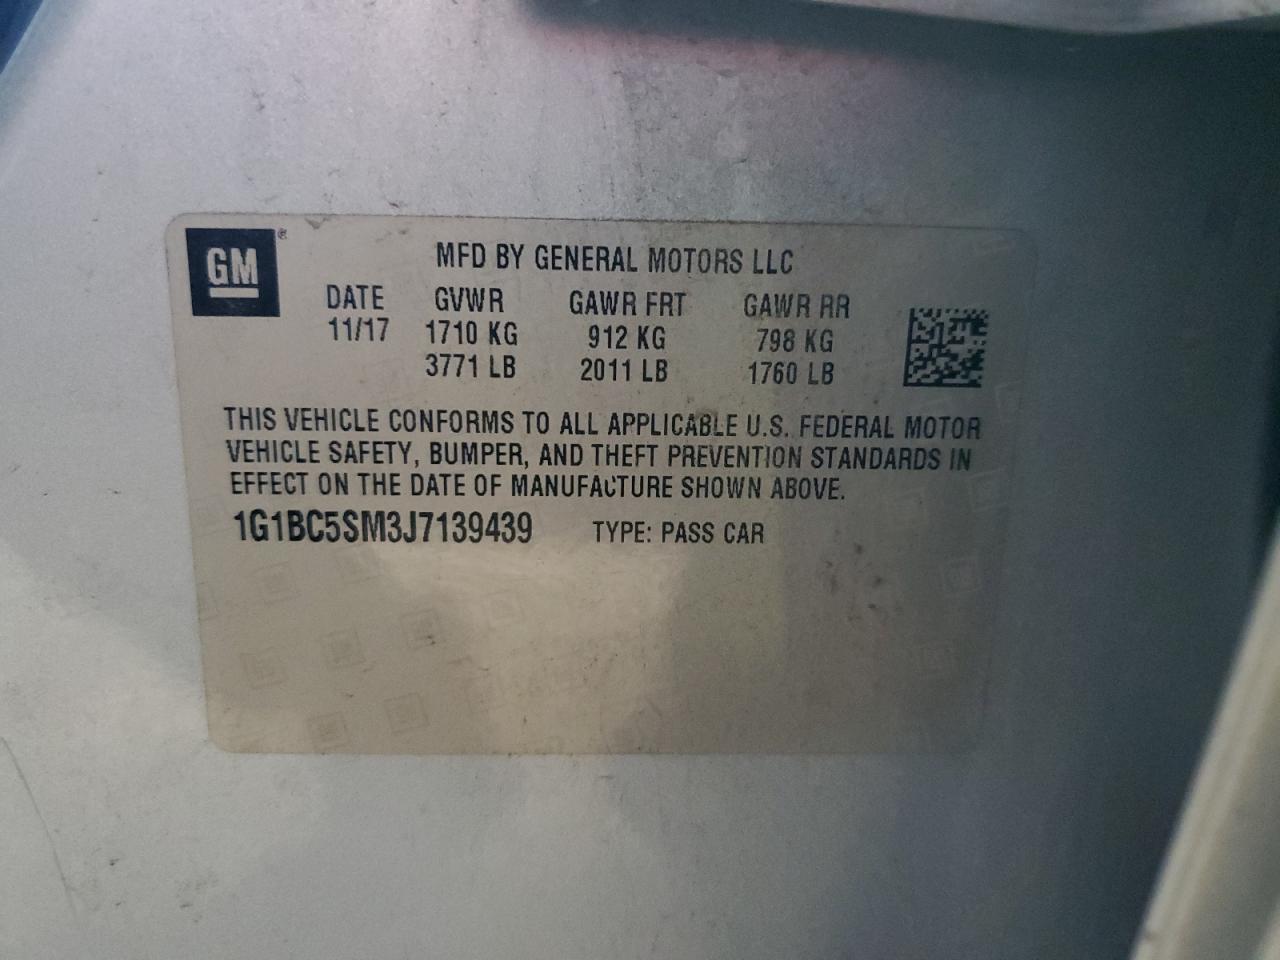 GM®
MFD BY GENERAL MOTORS LLC
DATE GVWR GAWR FRT GAWR RR
11/17 1710 KG 912 KG 798 KG
3771 LB 2011 LB 1760 LB
THIS VEHICLE CONFORMS TO ALL APPLICABLE U.S. FEDERAL MOTOR
VEHICLE SAFETY, BUMPER, AND THEFT PREVENTION STANDARDS IN
EFFECT ON THE DATE OF MANUFACTURE SHOWN ABOVE.
1G1BC5SM3J7139439 TYPE: PASS CAR